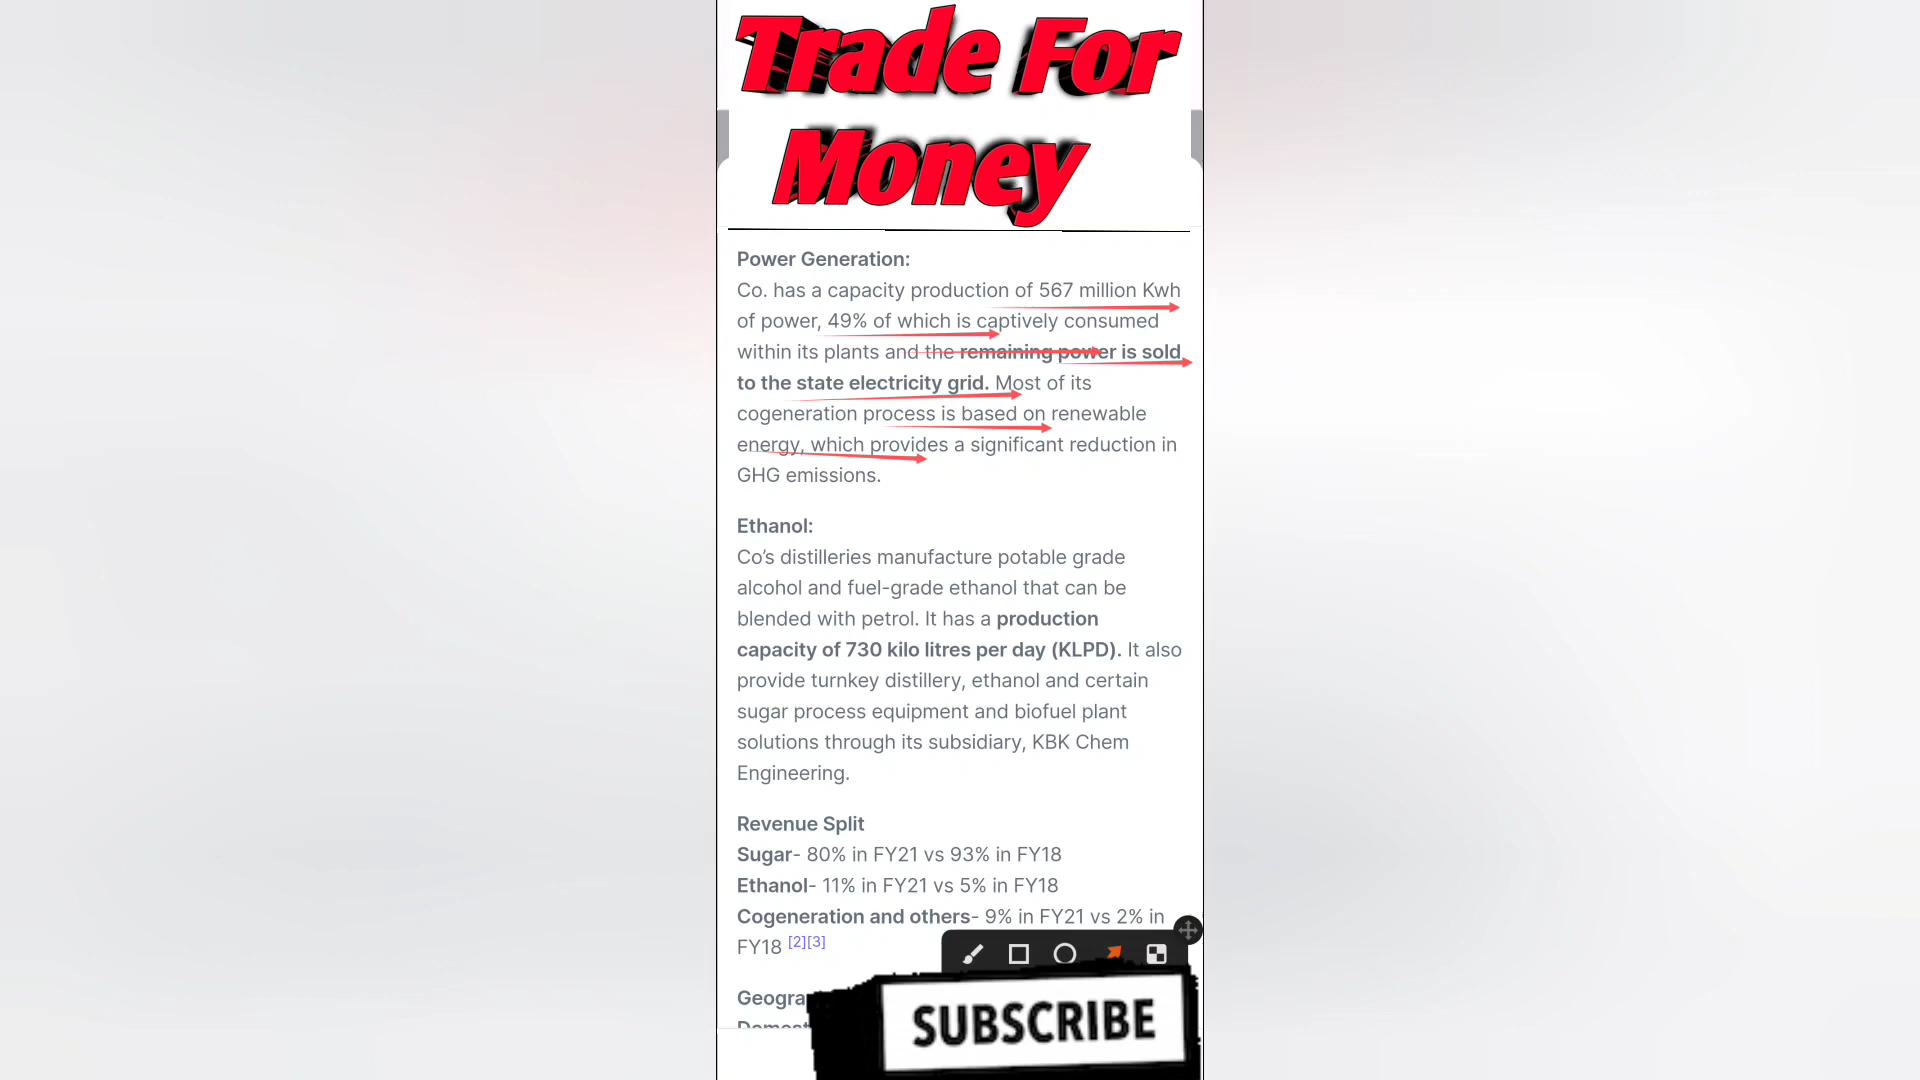 Trade For
Money
Power Generation:
Co. has a capacity production of 567 million Kwh
of power, 49% of which is captively consumed
within its plants and the remaining power is sold
to the state electricity grid. Most of its
cogeneration process is based on renewable
energy, which provides a significant reduction in
GHG emissions.
Ethanol:
Co’s distilleries manufacture potable grade
alcohol and fuel-grade ethanol that can be
blended with petrol. It has a production
capacity of 730 kilo litres per day (KLPD). It also
provide turnkey distillery, ethanol and certain
sugar process equipment and biofuel plant
solutions through its subsidiary, KBK Chem
Engineering.
Revenue Split
Sugar- 80% in FY21 vs 93% in FY18
Ethanol- 11% in FY21 vs 5% in FY18
Cogeneration and others- 9% in FY21 vs 2% in
FY18 [2][3]
SUBSCRIBE